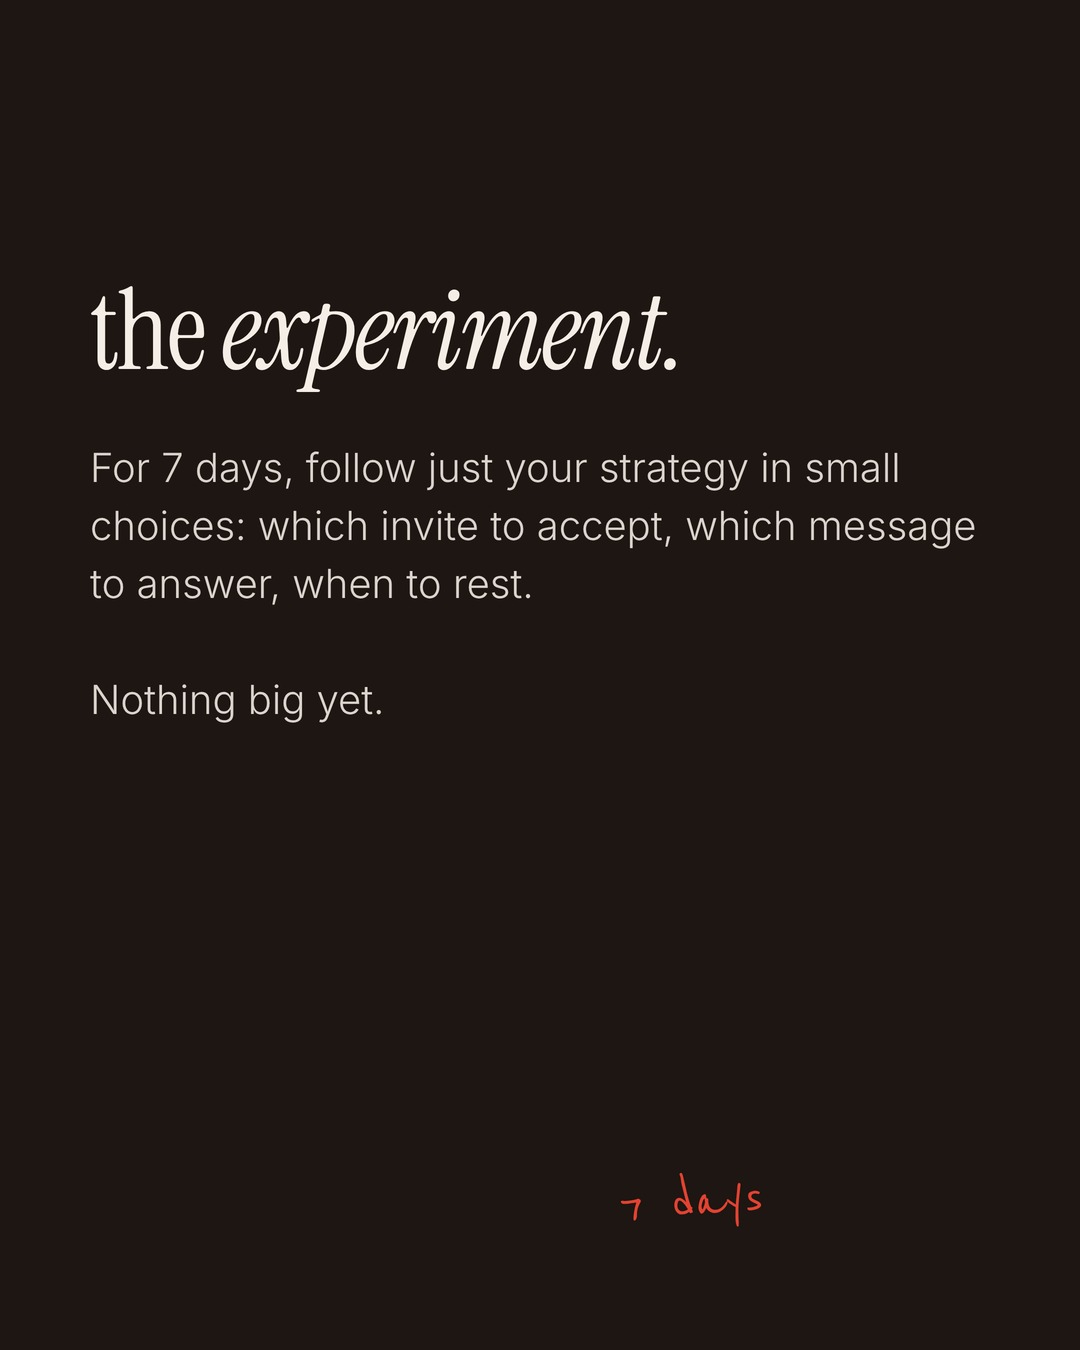 the experiment.
For 7 days, follow just your strategy in small
choices: which invite to accept, which message
to answer, when to rest.
Nothing big yet.
7 days